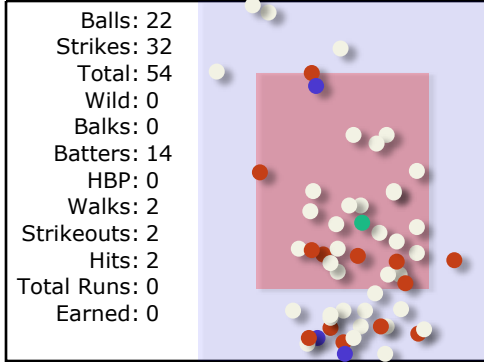 Balls: 22
Strikes: 32
Total: 54
Wild: 0
Balks: 0
Batters: 14
HBP: 0
Walks: 2
Strikeouts: 2
Hits: 2
Total Runs: 0
Earned: 0